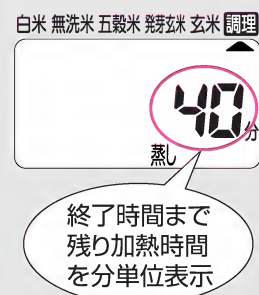 白米 無洗米 五穀米 発芽玄米 玄米 調理
40分
蒸し
終了時間まで
残り加熱時間
を分単位表示